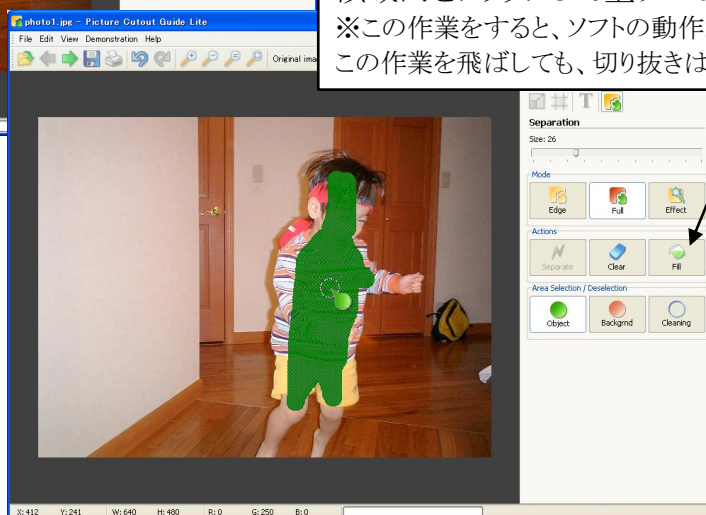 ※この作業をすると、ソフトの動作
この作業を飛ばしても、切り抜きは
photo1.jpg - Picture Cutout Guide Lite
File Edit View Demonstration Help
Original ima
T
Separation
Size: 26
Mode
Edge Full Effect
Actions
Separate Clear Fill
Area Selection / Deselection
Object Backgrnd Cleaning
X: 412 Y: 241 W: 640 H: 480 R: 0 G: 250 B: 0